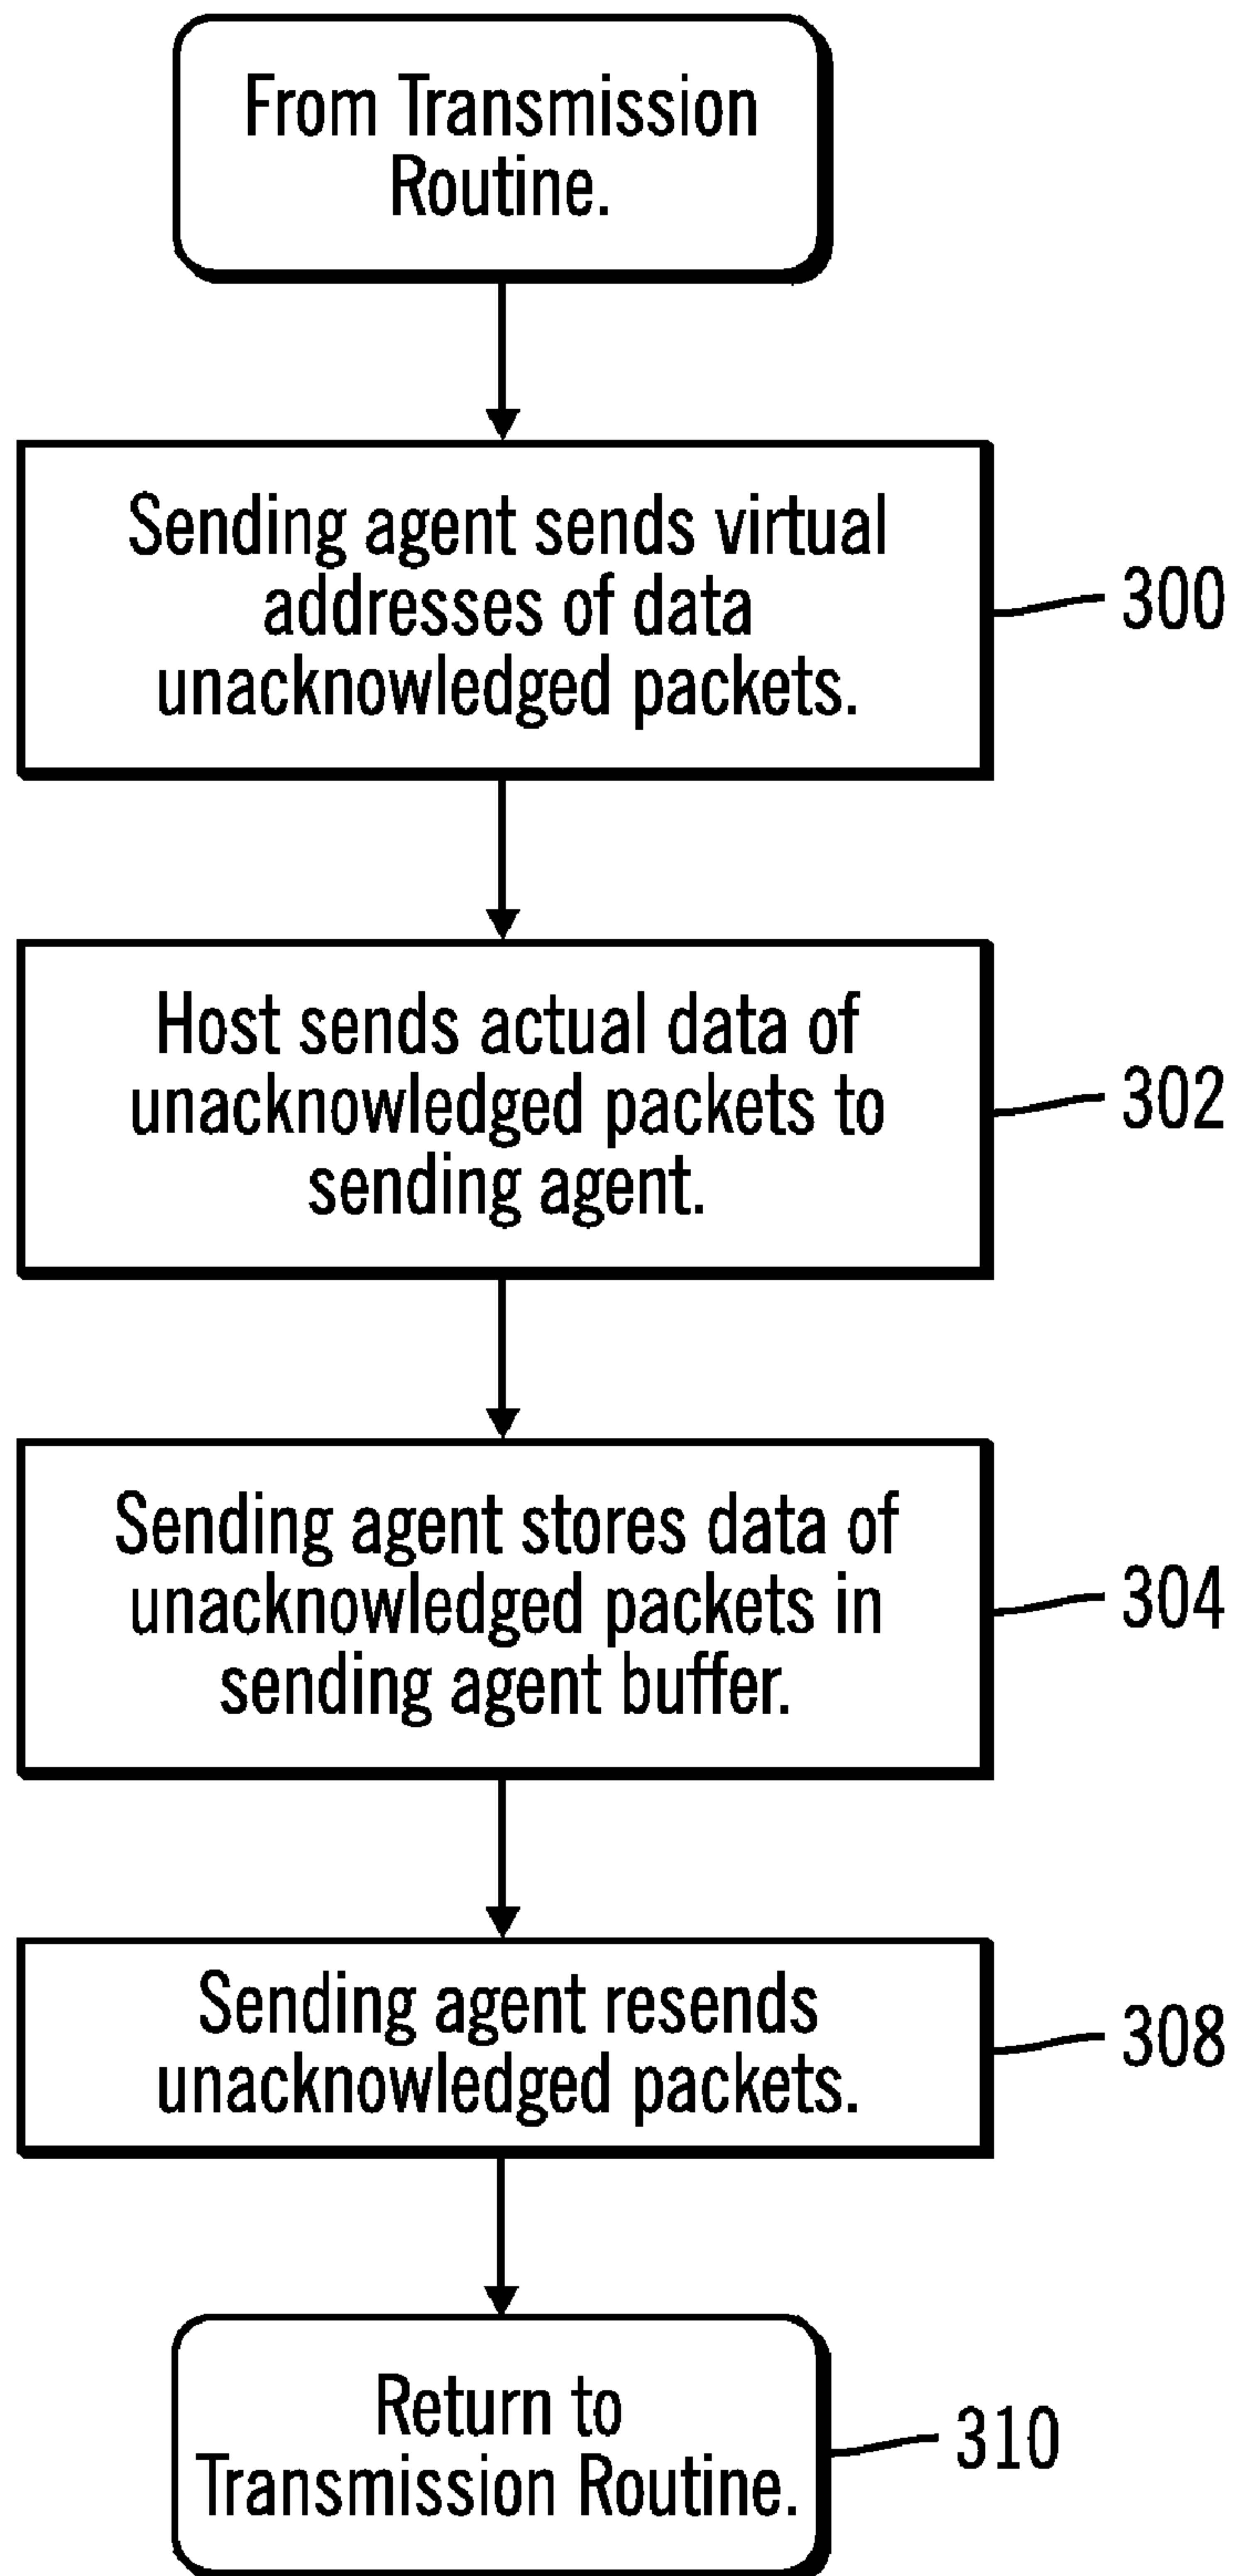 From Transmission
Routine.
Sending agent sends virtual
addresses of data
unacknowledged packets.
300
Host sends actual data of
unacknowledged packets to
sending agent.
302
Sending agent stores data of
unacknowledged packets in
sending agent buffer.
304
Sending agent resends
unacknowledged packets.
308
Return to
Transmission Routine.
310